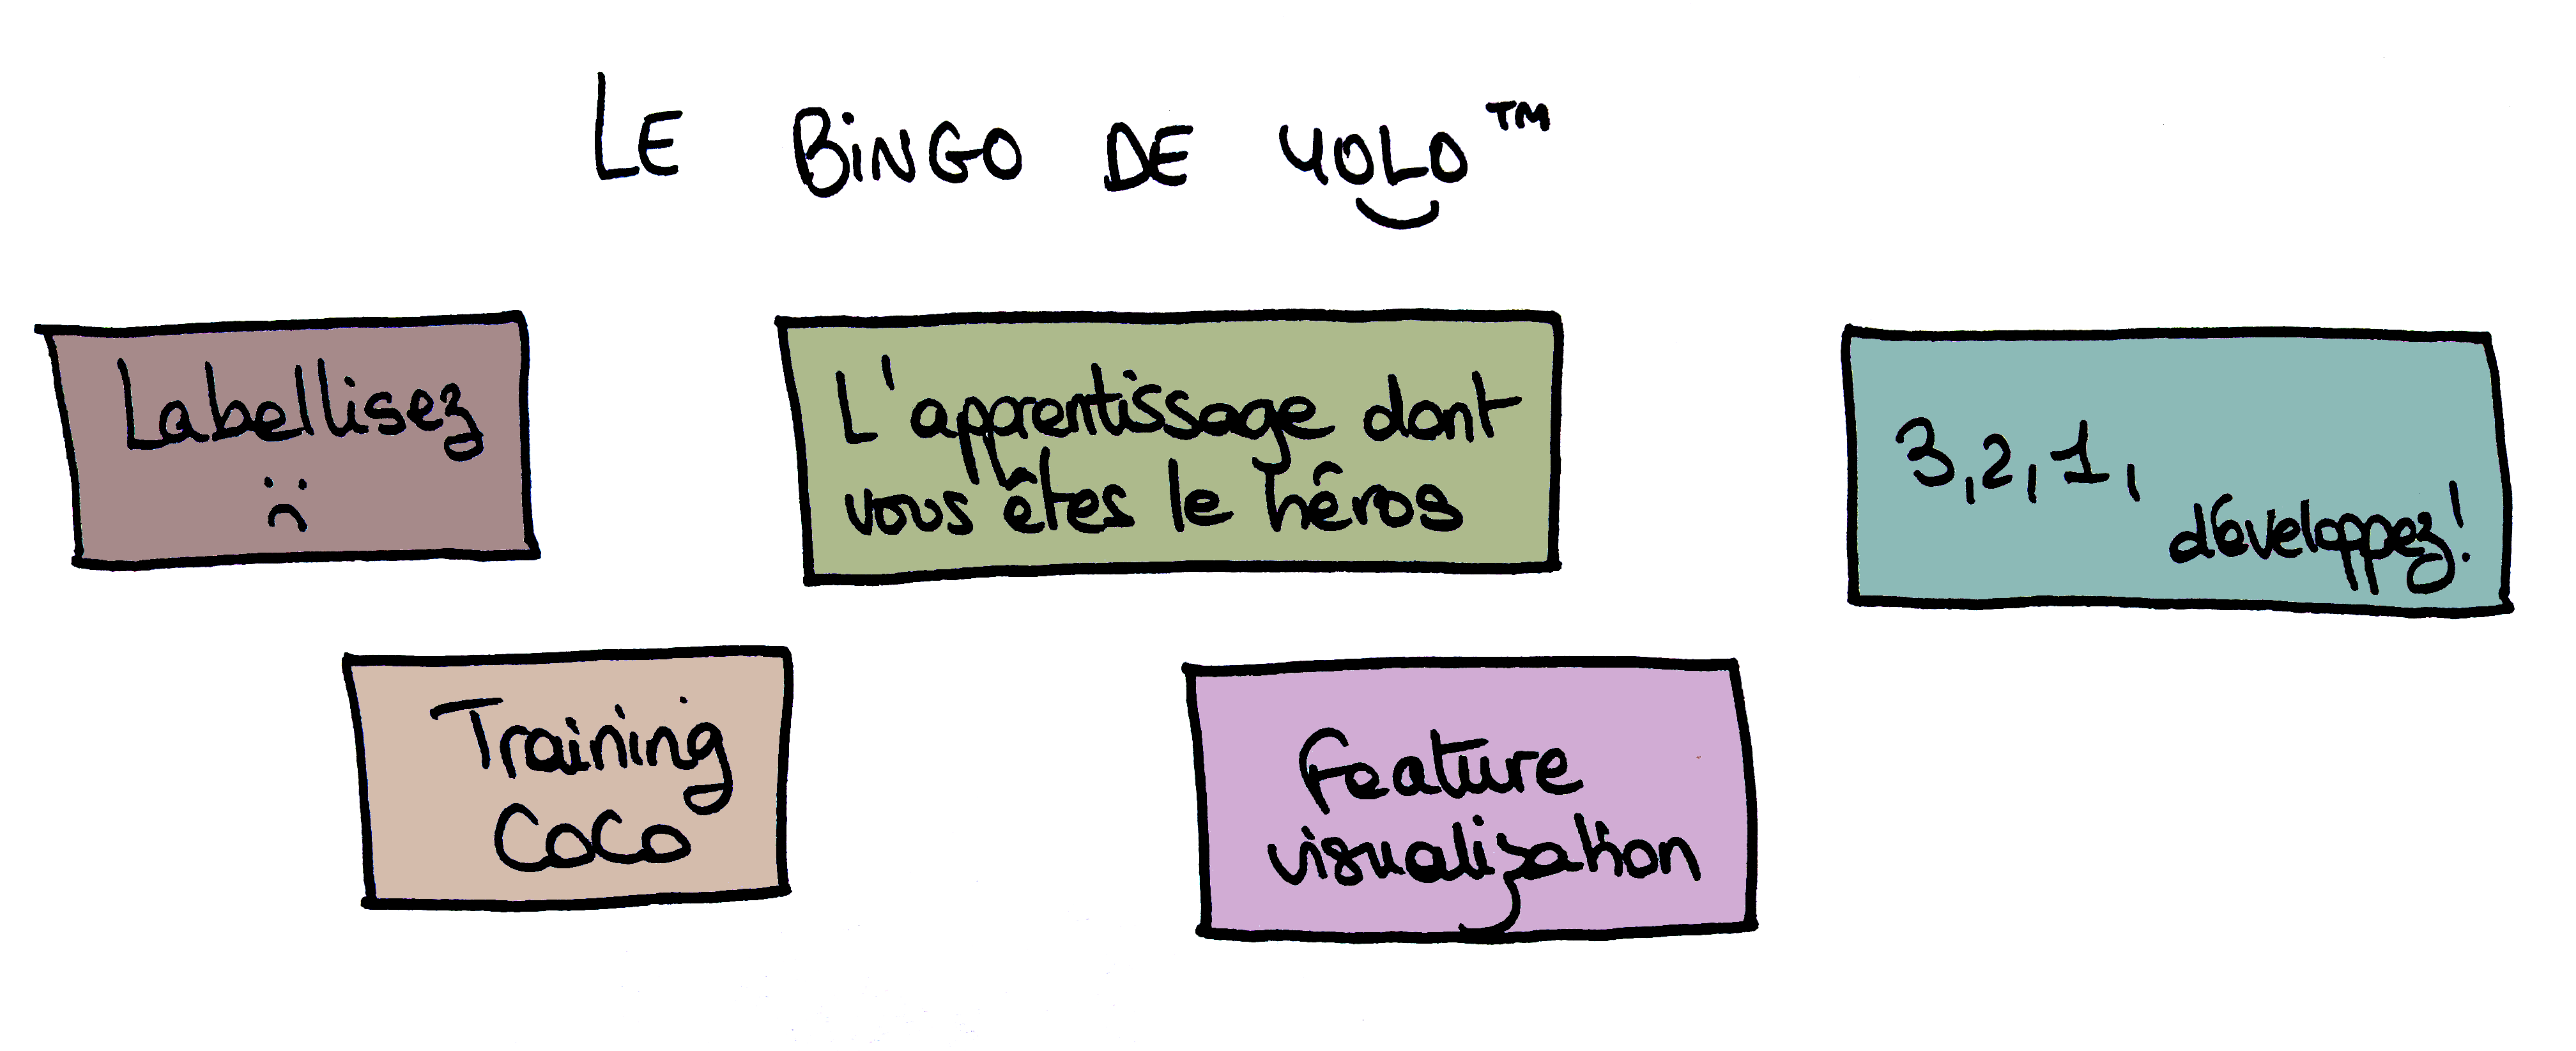 LE BiNGO DE YOLO™
Labellisez
:(
L'apprentissage dont
vous êtes le héros
3,2,1,
développez!
Training
CoCo
Feature
visualization